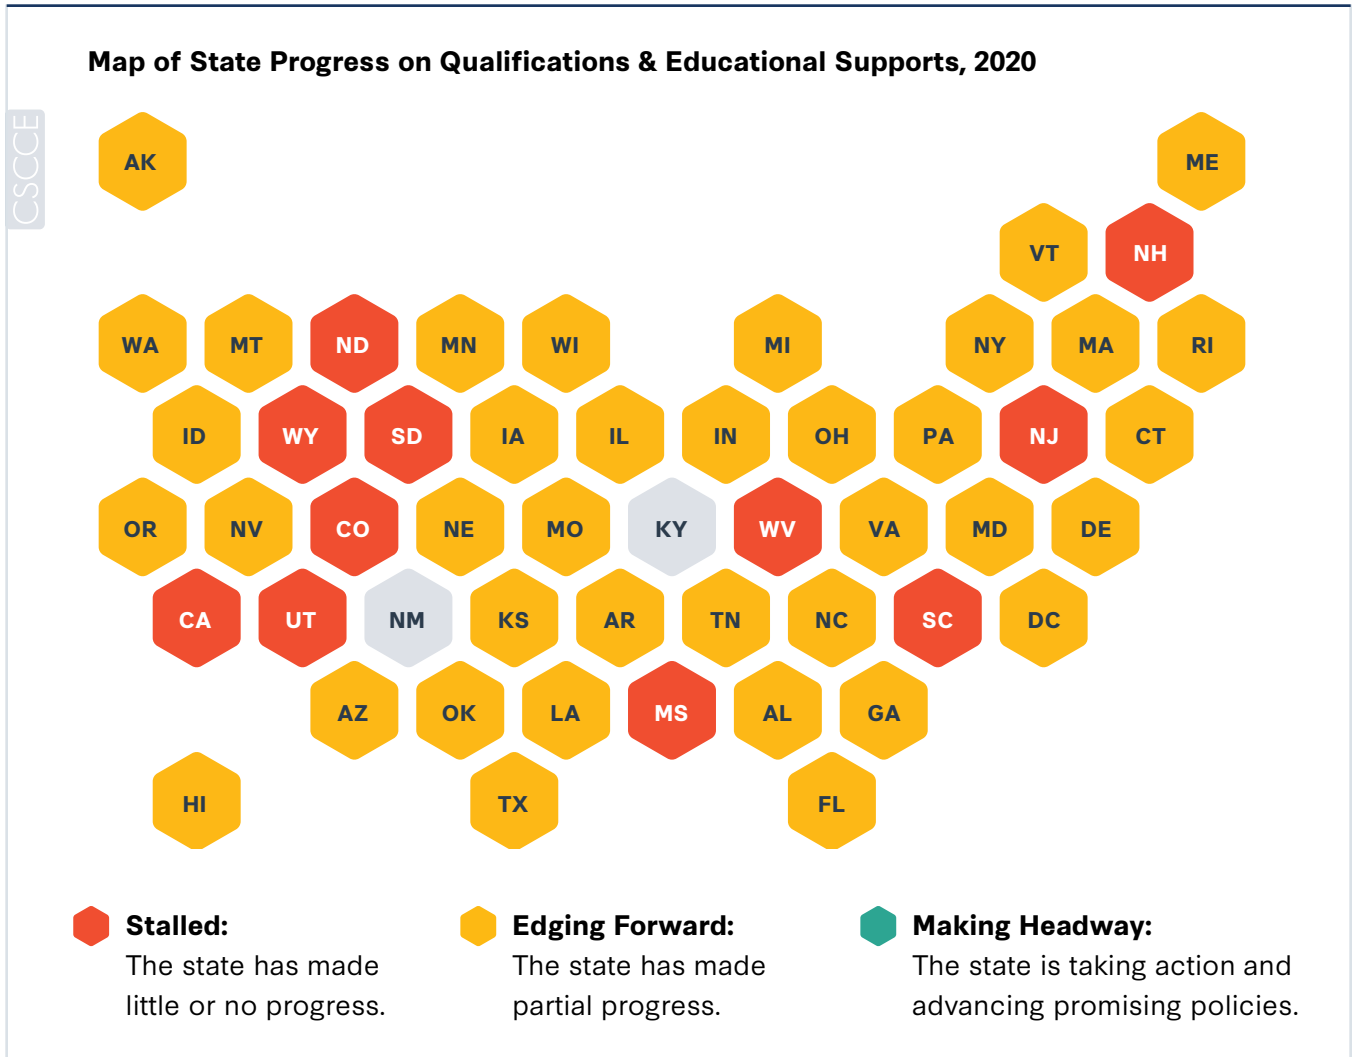 Map of State Progress on Qualifications & Educational Supports, 2020
CSCCE
AK
ME
VT NH
WA MT ND MN WI MI NY MA RI
ID WY SD IA IL IN OH PA NJ CT
OR NV CO NE MO KY WV VA MD DE
CA UT NM KS AR TN NC SC DC
AZ OK LA MS AL GA
HI TX FL
Stalled:
The state has made
little or no progress.
Edging Forward:
The state has made
partial progress.
Making Headway:
The state is taking action and
advancing promising policies.